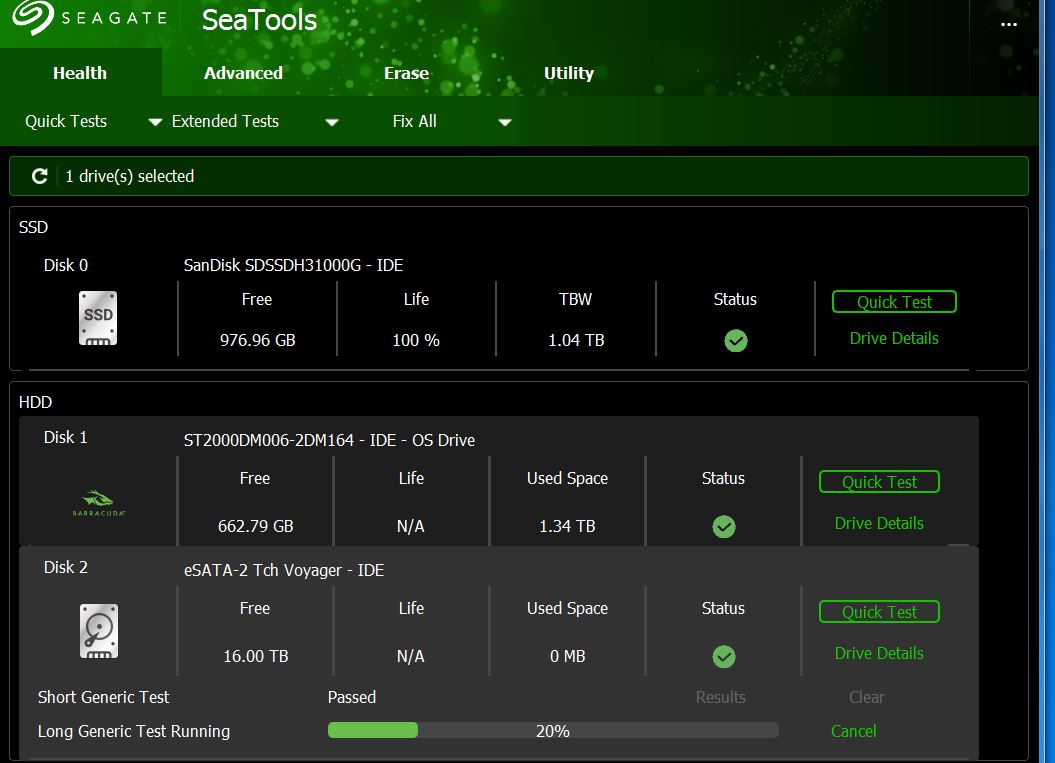 SEAGATE SeaTools ...
Health Advanced Erase Utility
Quick Tests Extended Tests Fix All
1 drive(s) selected
SSD
Disk 0 SanDisk SDSSDH31000G - IDE
Free Life TBW Status Quick Test
SSD
976.96 GB 100 % 1.04 TB Drive Details
HDD
Disk 1 ST2000DM006-2DM164 - IDE - OS Drive
Free Life Used Space Status Quick Test
BARRACUDA
662.79 GB N/A 1.34 TB Drive Details
Disk 2 eSATA-2 Tch Voyager - IDE
Free Life Used Space Status Quick Test
16.00 TB N/A 0 MB Drive Details
Short Generic Test Passed Results Clear
Long Generic Test Running 20% Cancel